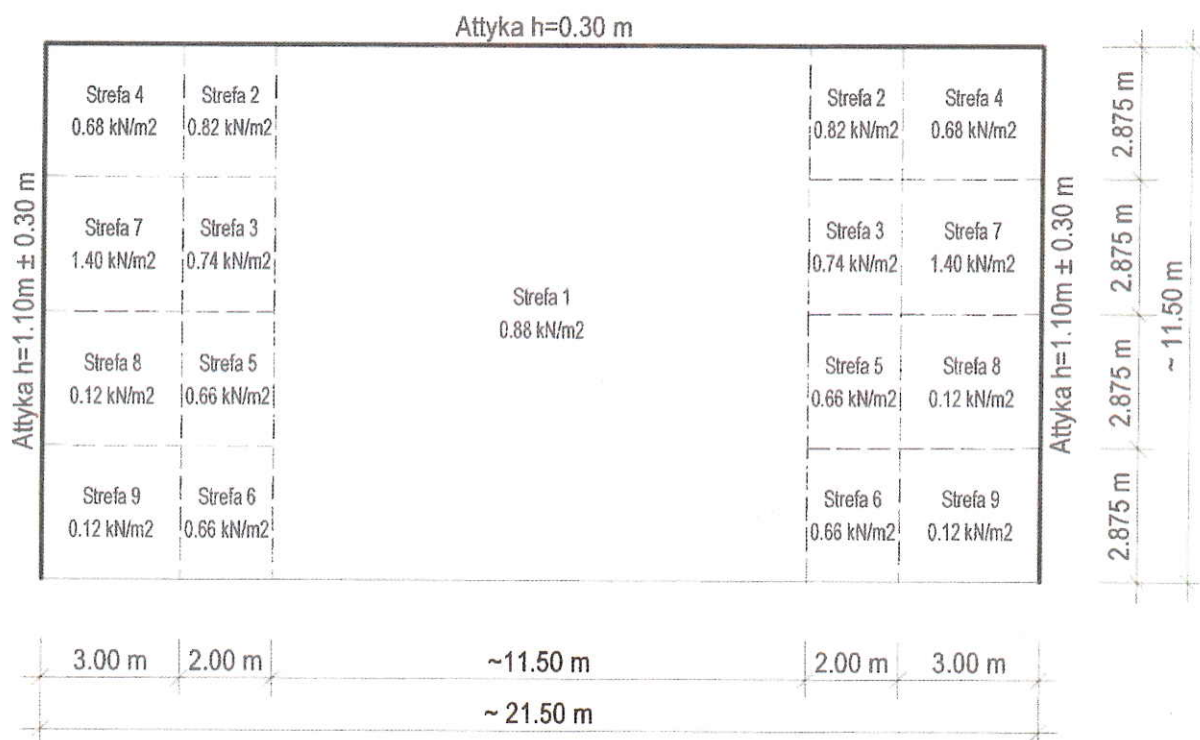 Attyka h=0.30 m
Strefa 4
0.68 kN/m2
Strefa 2
0.82 kN/m2
Strefa 2
0.82 kN/m2
Strefa 4
0.68 kN/m2
2.875 m
Strefa 7
1.40 kN/m2
Strefa 3
0.74 kN/m2
Strefa 3
0.74 kN/m2
Strefa 7
1.40 kN/m2
2.875 m
Attyka h=1.10m ± 0.30 m
Strefa 1
0.88 kN/m2
Attyka h=1.10m ± 0.30 m
~ 11.50 m
Strefa 8
0.12 kN/m2
Strefa 5
0.66 kN/m2
Strefa 5
0.66 kN/m2
Strefa 8
0.12 kN/m2
2.875 m
Strefa 9
0.12 kN/m2
Strefa 6
0.66 kN/m2
Strefa 6
0.66 kN/m2
Strefa 9
0.12 kN/m2
2.875 m
3.00 m
2.00 m
~11.50 m
2.00 m
3.00 m
~ 21.50 m